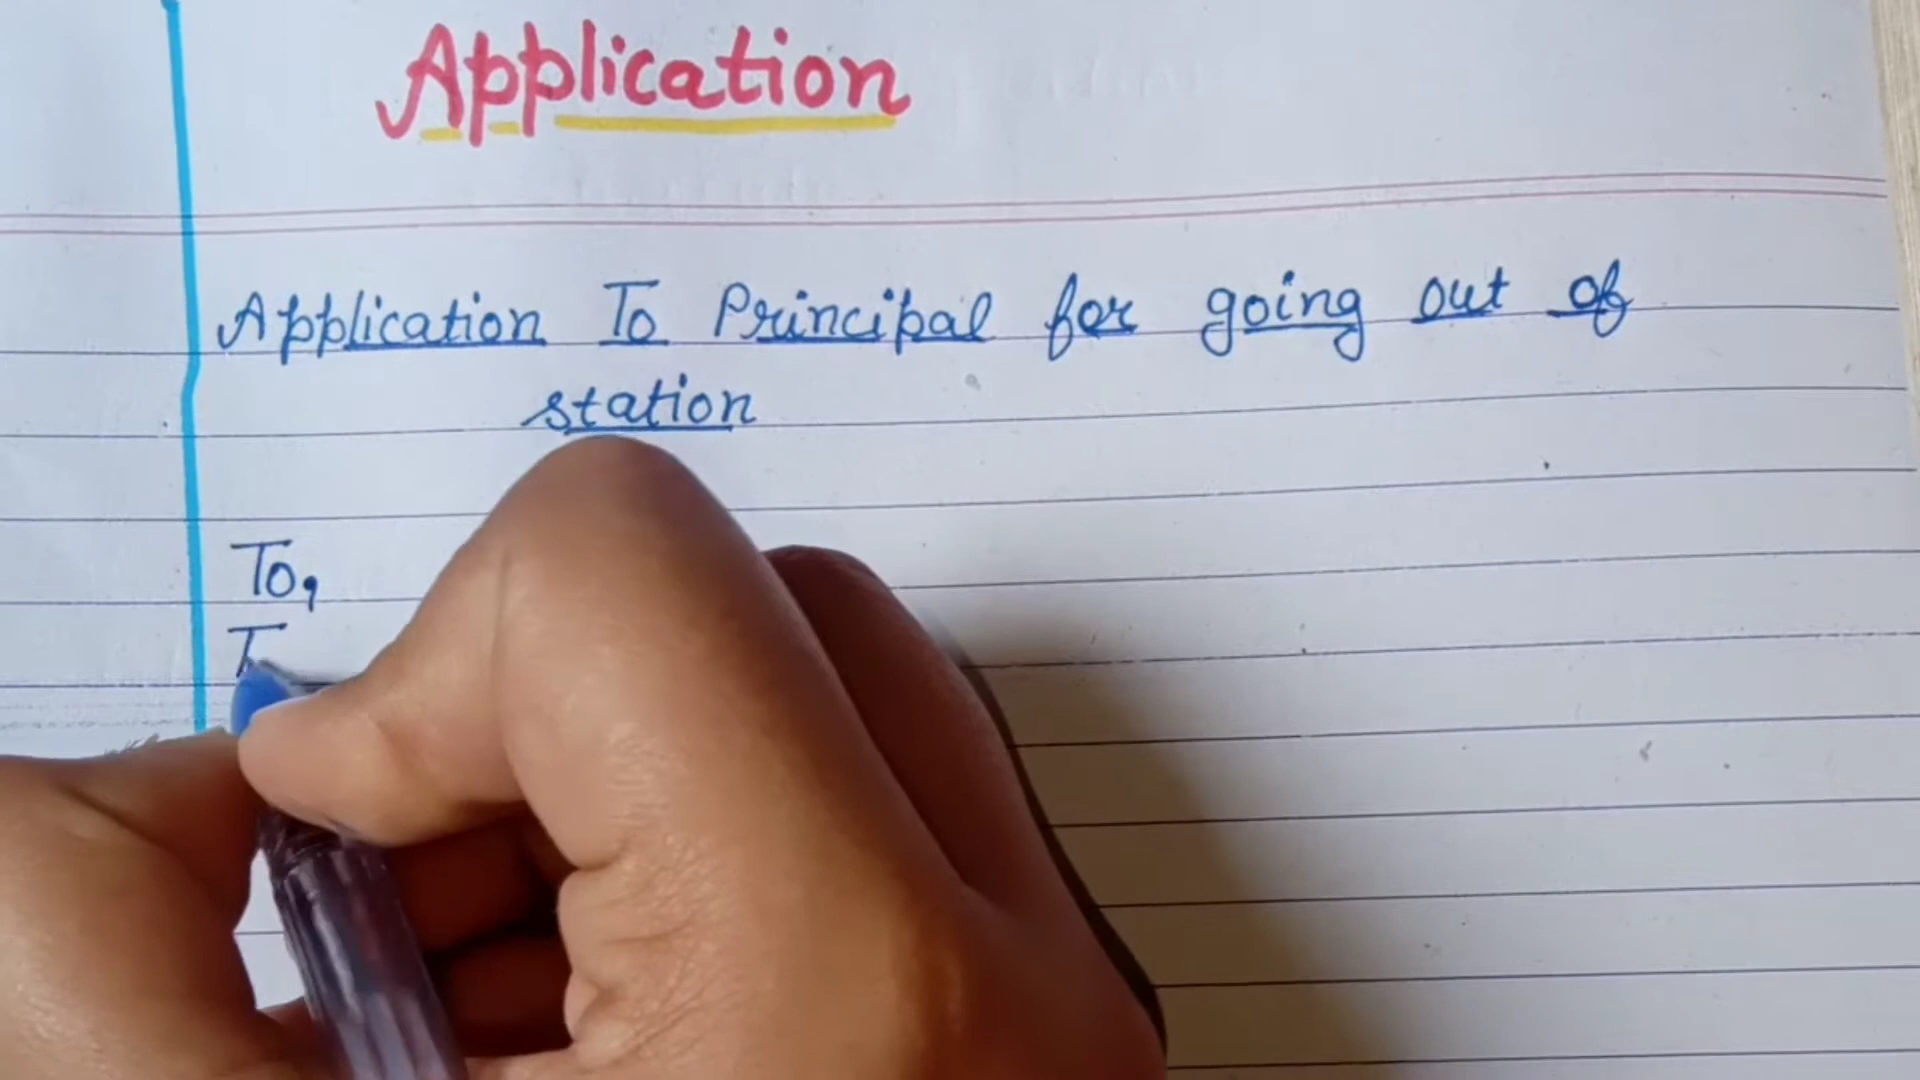 Application
Application To Principal for going out of
station
To,
T